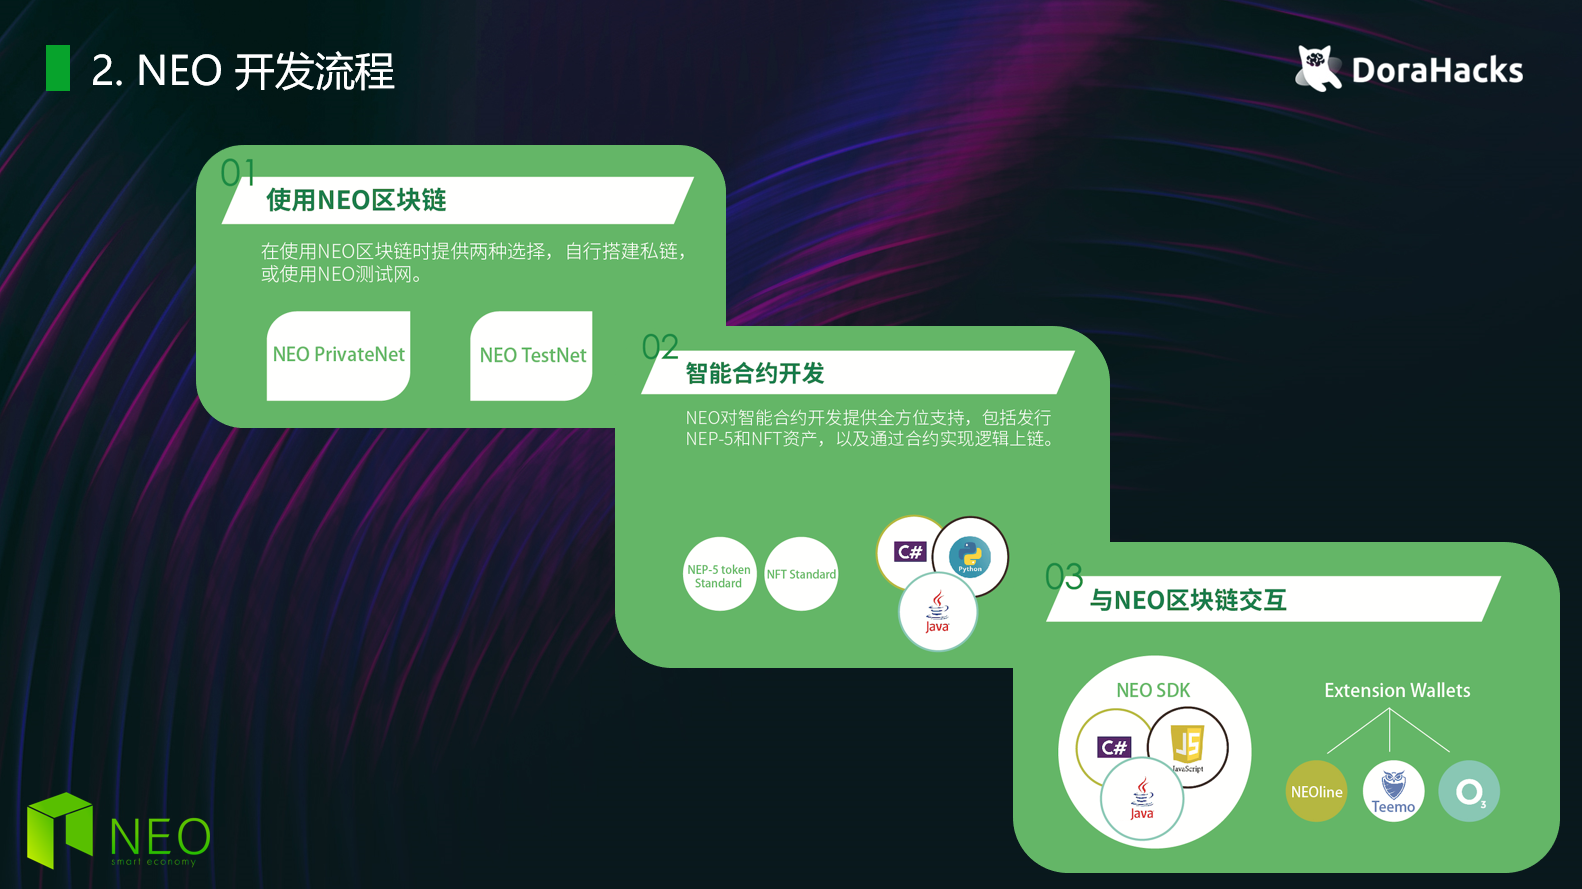 2. NEO 开发流程
DoraHacks
01
使用NEO区块链
在使用NEO区块链时提供两种选择，自行搭建私链，
或使用NEO测试网。
NEO PrivateNet
NEO TestNet
02
智能合约开发
NEO对智能合约开发提供全方位支持，包括发行
NEP-5和NFT资产，以及通过合约实现逻辑上链。
NEP-5 token
Standard
NFT Standard
C#
Python
Java
03
与NEO区块链交互
NEO SDK
C#
JS
JavaScript
Java
Extension Wallets
NEOline
Teemo
O3
NEO
smart economy